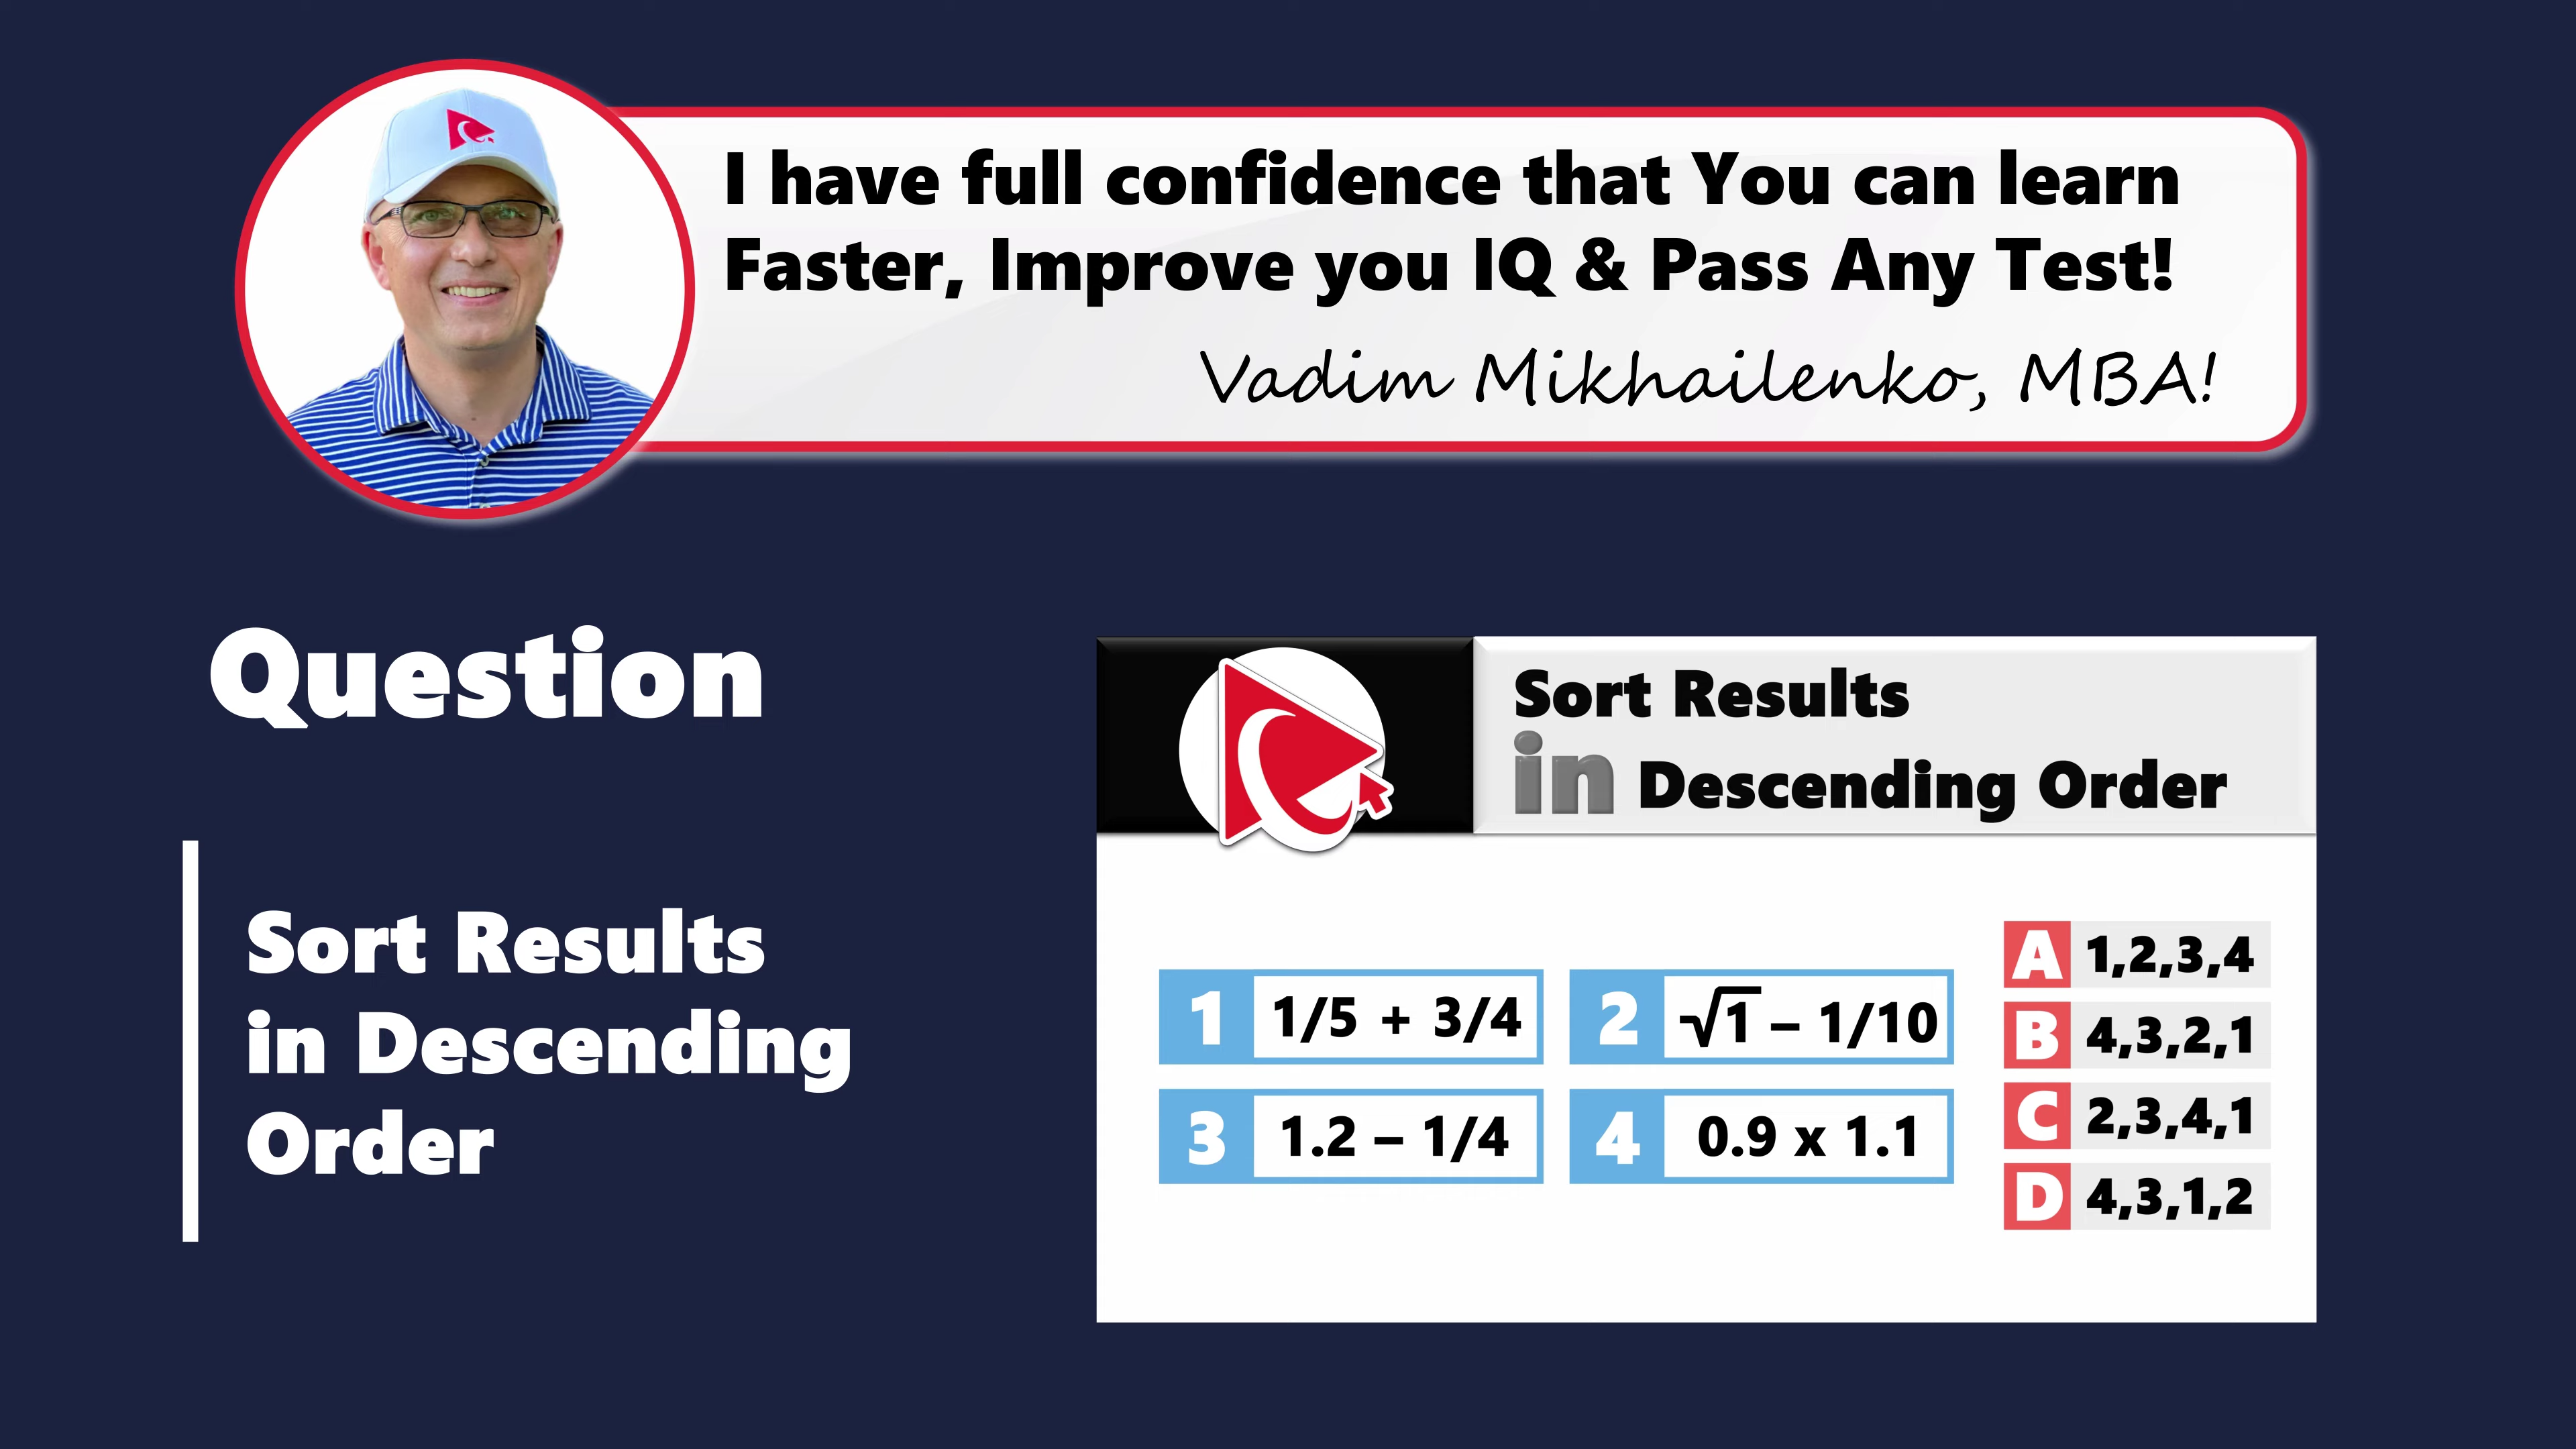 I have full confidence that You can learn
Faster, Improve you IQ & Pass Any Test!
Vadim Mikhailenko, MBA!
Question
Sort Results
in Descending
Order
Sort Results
in Descending Order
1 1/5 + 3/4
2 √1 – 1/10
3 1.2 – 1/4
4 0.9 x 1.1
A 1,2,3,4
B 4,3,2,1
C 2,3,4,1
D 4,3,1,2